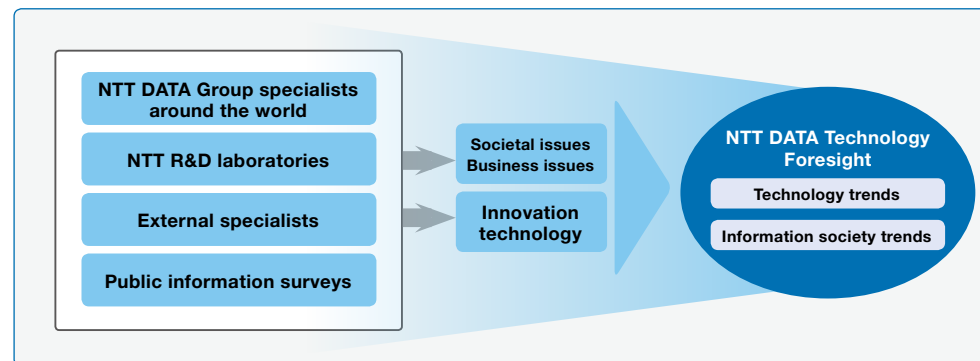 NTT DATA Group specialists
around the world
NTT R&D laboratories
External specialists
Public information surveys
Societal issues
Business issues
Innovation
technology
NTT DATA Technology
Foresight
Technology trends
Information society trends